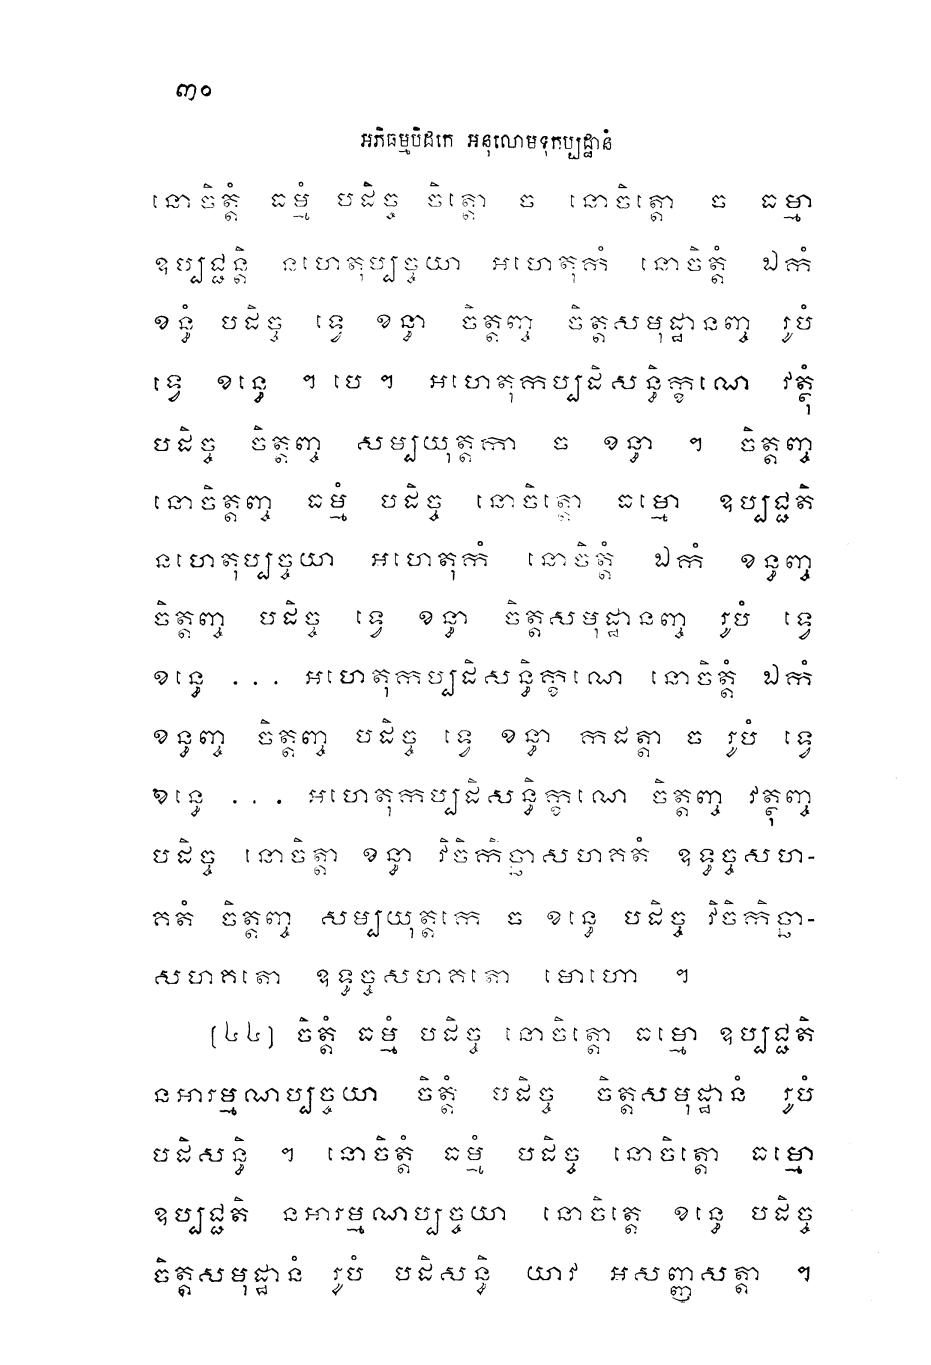 ៣០
អភិធម្មបិដកេ អនុលោមទុកប្បដ្ឋានំ
នោចិត្តំ ធម្មំ បដិច្ច ចិត្តោ ច នោចិត្តោ ច ធម្មា
ឧប្បជ្ជន្តិ នហេតុប្បច្ចយា អហេតុកំ នោចិត្តំ ឯកំ
ខន្ធំ បដិច្ច ទ្វេ ខន្ធា ចិត្តញ្ច ចិត្តសមុដ្ឋានញ្ច រូបំ
ទ្វេ ខន្ធេ ។ បេ ។ អហេតុកប្បដិសន្ធិក្ខណេ វត្ថុំ
បដិច្ច ចិត្តញ្ច សម្បយុត្តកា ច ខន្ធា ។ ចិត្តញ្ច
នោចិត្តញ្ច ធម្មំ បដិច្ច នោចិត្តោ ធម្មោ ឧប្បជ្ជតិ
នហេតុប្បច្ចយា អហេតុកំ នោចិត្តំ ឯកំ ខន្ធញ្ច
ចិត្តញ្ច បដិច្ច ទ្វេ ខន្ធា ចិត្តសមុដ្ឋានញ្ច រូបំ ទ្វេ
ខន្ធេ ... អហេតុកប្បដិសន្ធិក្ខណេ នោចិត្តំ ឯកំ
ខន្ធញ្ច ចិត្តញ្ច បដិច្ច ទ្វេ ខន្ធា កដត្តា ច រូបំ ទ្វេ
ខន្ធេ ... អហេតុកប្បដិសន្ធិក្ខណេ ចិត្តញ្ច វត្ថុញ្ច
បដិច្ច នោចិត្តា ខន្ធា វិចិកិច្ឆាសហគតំ ឧទ្ធច្ចសហ-
គតំ ចិត្តញ្ច សម្បយុត្តកេ ច ខន្ធេ បដិច្ច វិចិកិច្ឆា-
សហគតោ ឧទ្ធច្ចសហគតោ មោហោ ។
[៤៤] ចិត្តំ ធម្មំ បដិច្ច នោចិត្តោ ធម្មោ ឧប្បជ្ជតិ
នអារម្មណប្បច្ចយា ចិត្តំ បដិច្ច ចិត្តសមុដ្ឋានំ រូបំ
បដិសន្ធិ ។ នោចិត្តំ ធម្មំ បដិច្ច នោចិត្តោ ធម្មោ
ឧប្បជ្ជតិ នអារម្មណប្បច្ចយា នោចិត្តេ ខន្ធេ បដិច្ច
ចិត្តសមុដ្ឋានំ រូបំ បដិសន្ធិ យាវ អសញ្ញសត្តា ។